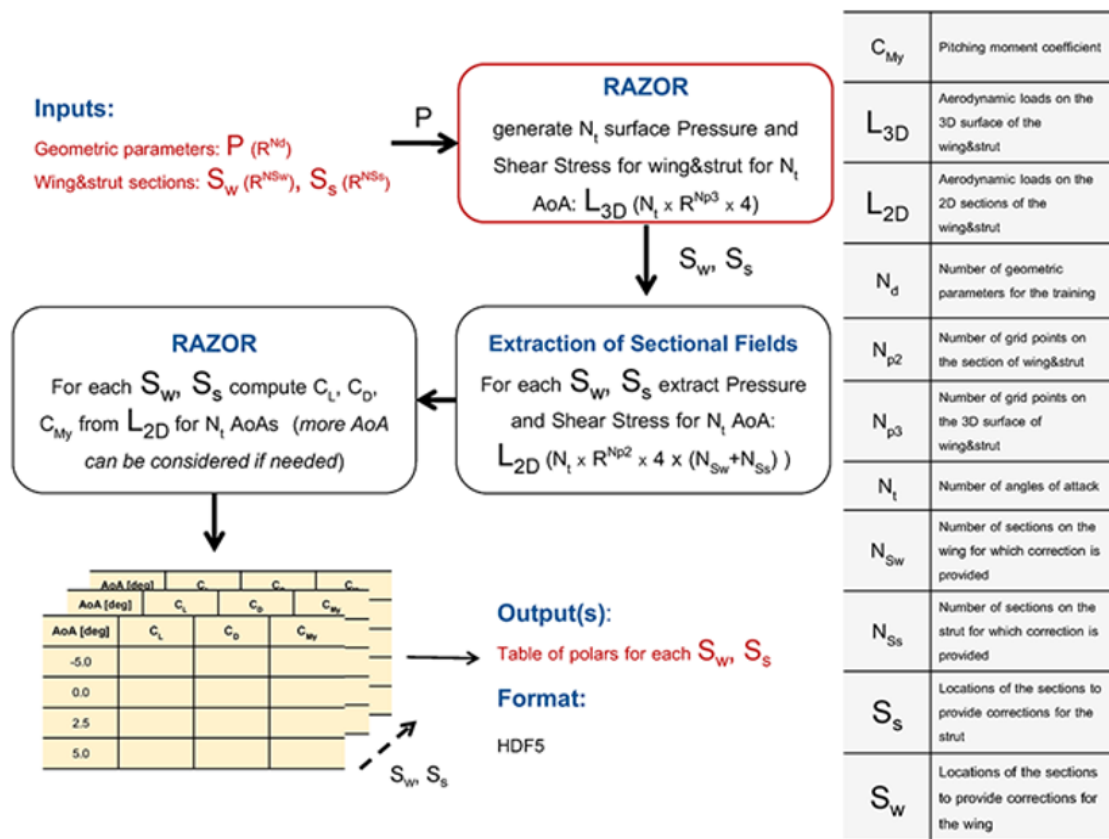 Inputs:
Geometric parameters: P (R^Nd)
Wing&strut sections: S_w (R^NSw), S_s (R^NSs)
P
RAZOR
generate N_t surface Pressure and
Shear Stress for wing&strut for N_t
AoA: L_3D (N_t x R^Np3 x 4)
S_w, S_s
Extraction of Sectional Fields
For each S_w, S_s extract Pressure
and Shear Stress for N_t AoA:
L_2D (N_t x R^Np2 x 4 x (N_Sw+N_Ss) )
RAZOR
For each S_w, S_s compute C_L, C_D,
C_My from L_2D for N_t AoAs (more AoA
can be considered if needed)
AoA [deg]
AoA [deg] C_L C_D C_My
AoA [deg] C_L C_D C_My
-5.0
0.0
2.5
5.0
S_w, S_s
Output(s):
Table of polars for each S_w, S_s
Format:
HDF5
C_My Pitching moment coefficient
L_3D Aerodynamic loads on the
3D surface of the
wing&strut
L_2D Aerodynamic loads on the
2D sections of the
wing&strut
N_d Number of geometric
parameters for the training
N_p2 Number of grid points on
the section of wing&strut
N_p3 Number of grid points on
the 3D surface of
wing&strut
N_t Number of angles of attack
N_Sw Number of sections on the
wing for which correction is
provided
N_Ss Number of sections on the
strut for which correction is
provided
S_s Locations of the sections to
provide corrections for the
strut
S_w Locations of the sections
to provide corrections for
the wing